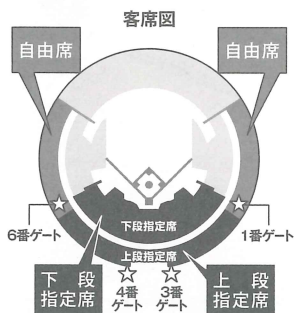 客席図
自由席
自由席
下段指定席
上段指定席
6番ゲート
1番ゲート
下段
指定席
4番
ゲート
3番
ゲート
上段
指定席